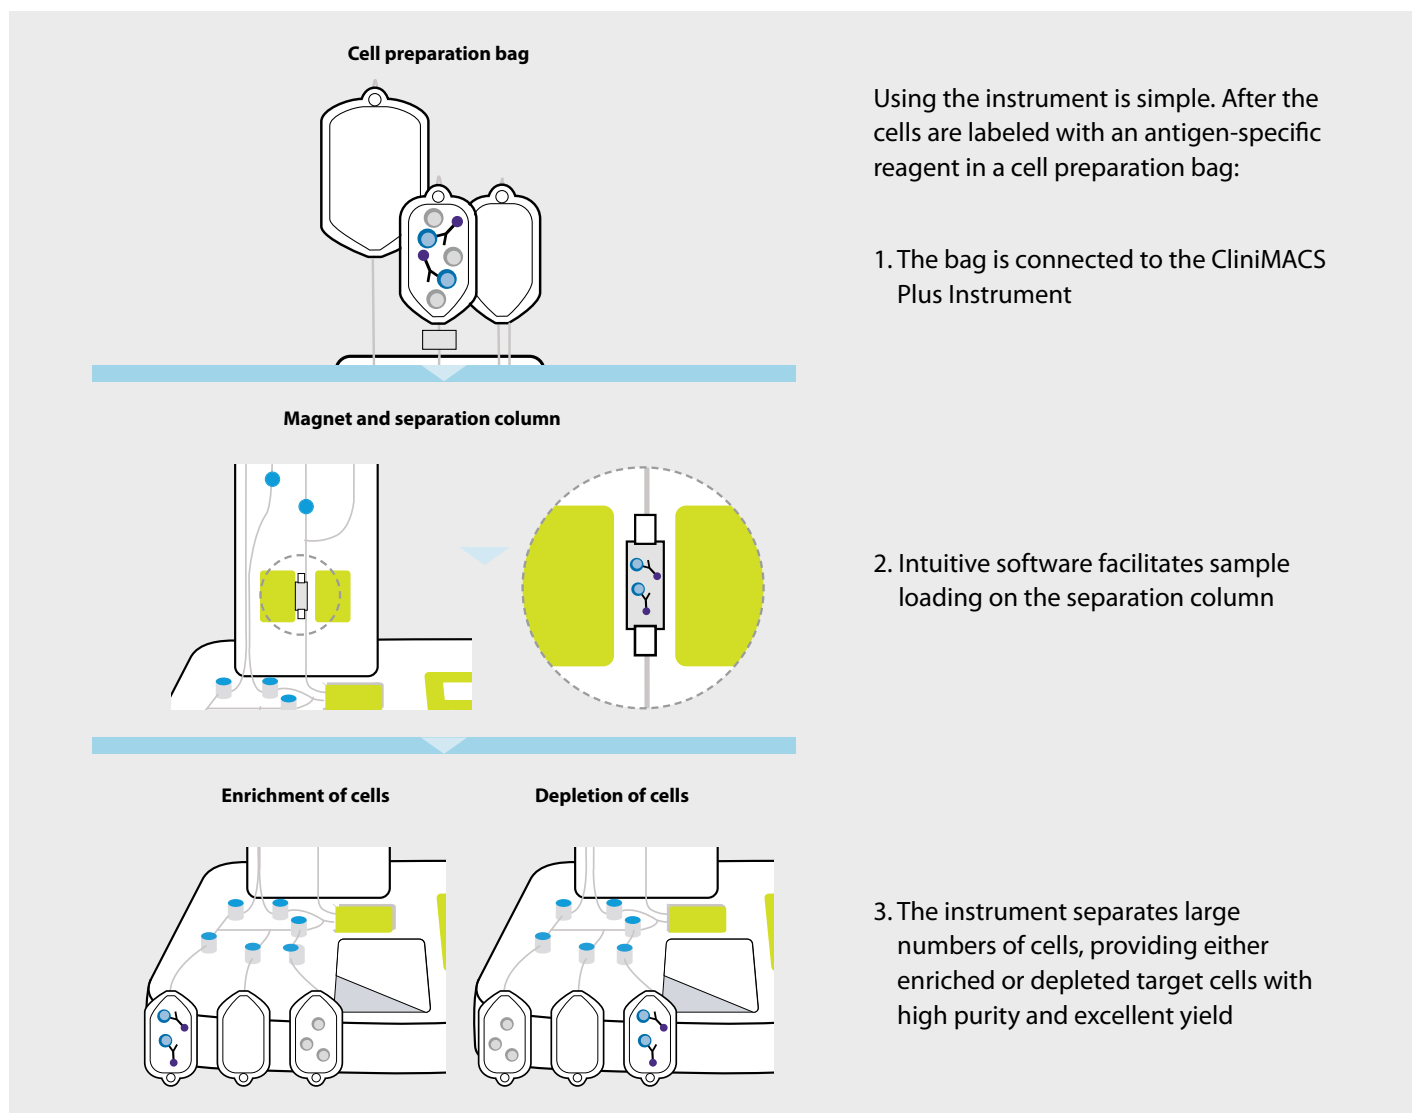 Cell preparation bag
Using the instrument is simple. After the
cells are labeled with an antigen-specific
reagent in a cell preparation bag:
1. The bag is connected to the CliniMACS
Plus Instrument
Magnet and separation column
2. Intuitive software facilitates sample
loading on the separation column
Enrichment of cells
Depletion of cells
3. The instrument separates large
numbers of cells, providing either
enriched or depleted target cells with
high purity and excellent yield